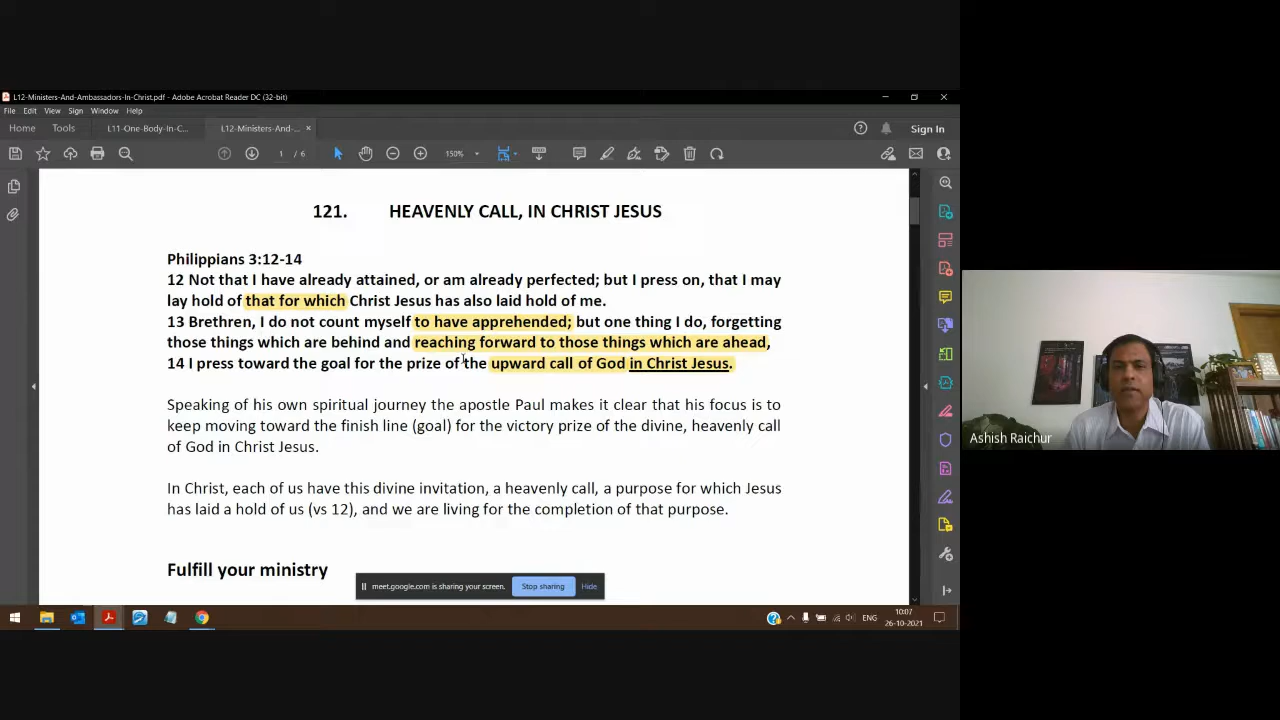 L12-Ministers-And-Ambassadors-In-Christ.pdf - Adobe Acrobat Reader DC (32-bit)
File Edit View Sign Window Help
Home Tools L11-One-Body-In-C... L12-Ministers-And-... × Sign In
1 / 6 150%
121. HEAVENLY CALL, IN CHRIST JESUS
Philippians 3:12-14
12 Not that I have already attained, or am already perfected; but I press on, that I may
lay hold of that for which Christ Jesus has also laid hold of me.
13 Brethren, I do not count myself to have apprehended; but one thing I do, forgetting
those things which are behind and reaching forward to those things which are ahead,
14 I press toward the goal for the prize of the upward call of God in Christ Jesus.
Speaking of his own spiritual journey the apostle Paul makes it clear that his focus is to
keep moving toward the finish line (goal) for the victory prize of the divine, heavenly call
of God in Christ Jesus.
In Christ, each of us have this divine invitation, a heavenly call, a purpose for which Jesus
has laid a hold of us (vs 12), and we are living for the completion of that purpose.
Fulfill your ministry
meet.google.com is sharing your screen. Stop sharing Hide
ENG 10:07
26-10-2021
Ashish Raichur